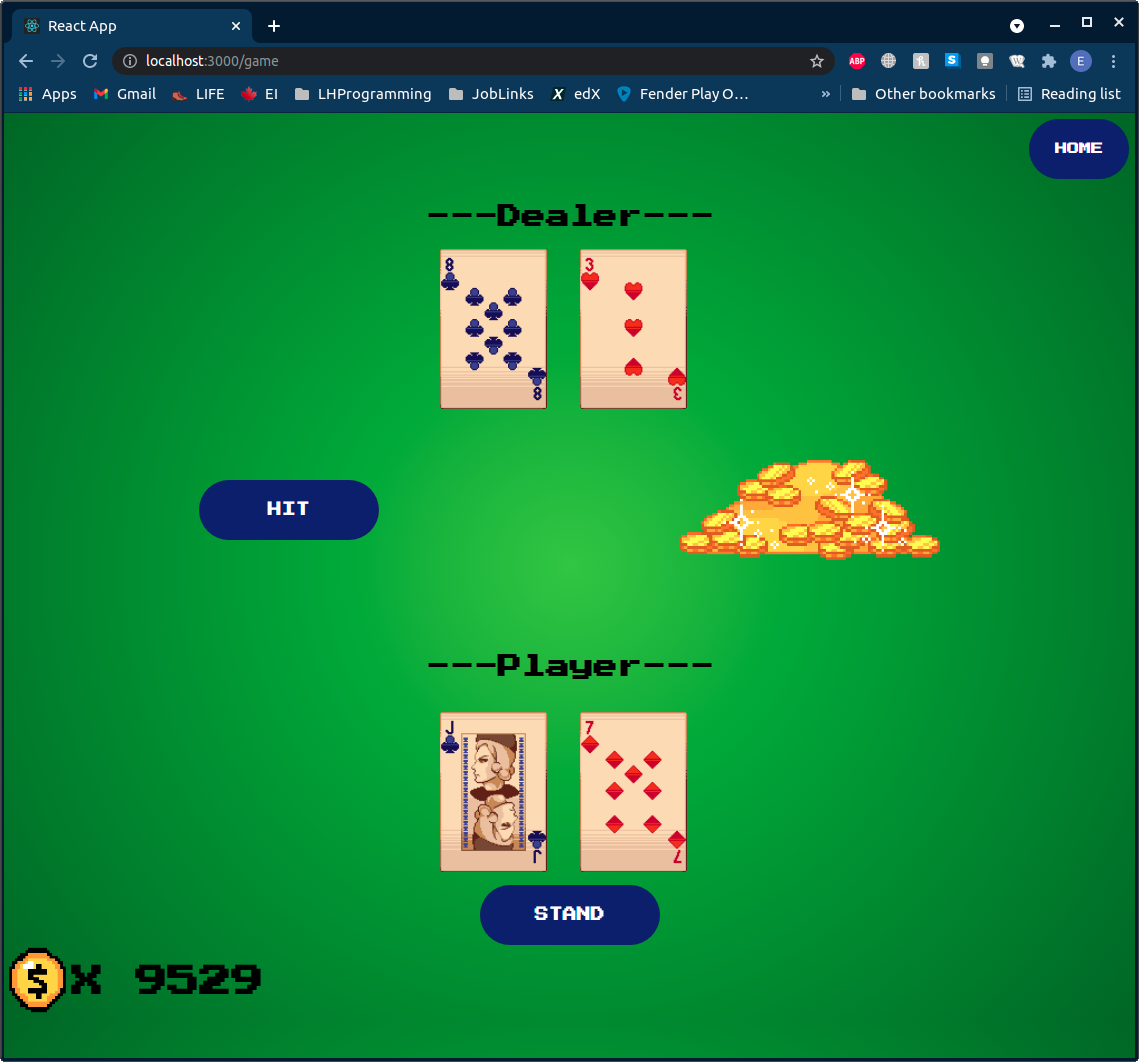 React App
localhost:3000/game
ABP
S
E
Apps
Gmail
LIFE
EI
LHProgramming
JobLinks
X
edX
Fender Play O…
»
Other bookmarks
Reading list
HOME
---Dealer---
8
3
8
3
HIT
---Player---
J
7
J
7
STAND
$ X 9529